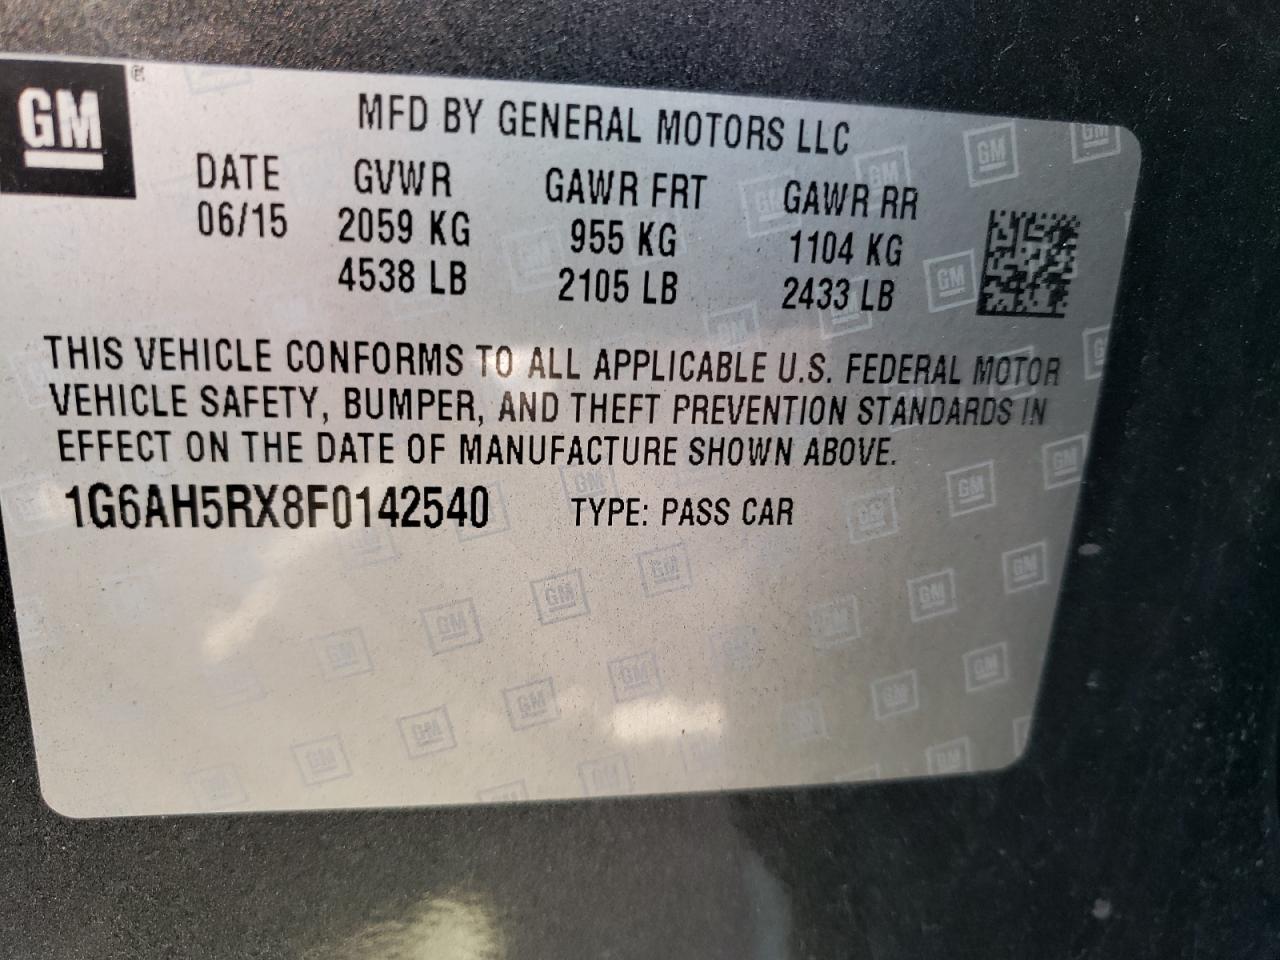 GM
MFD BY GENERAL MOTORS LLC
DATE GVWR GAWR FRT GAWR RR
06/15 2059 KG 955 KG 1104 KG
4538 LB 2105 LB 2433 LB
THIS VEHICLE CONFORMS TO ALL APPLICABLE U.S. FEDERAL MOTOR
VEHICLE SAFETY, BUMPER, AND THEFT PREVENTION STANDARDS IN
EFFECT ON THE DATE OF MANUFACTURE SHOWN ABOVE.
1G6AH5RX8F0142540 TYPE: PASS CAR